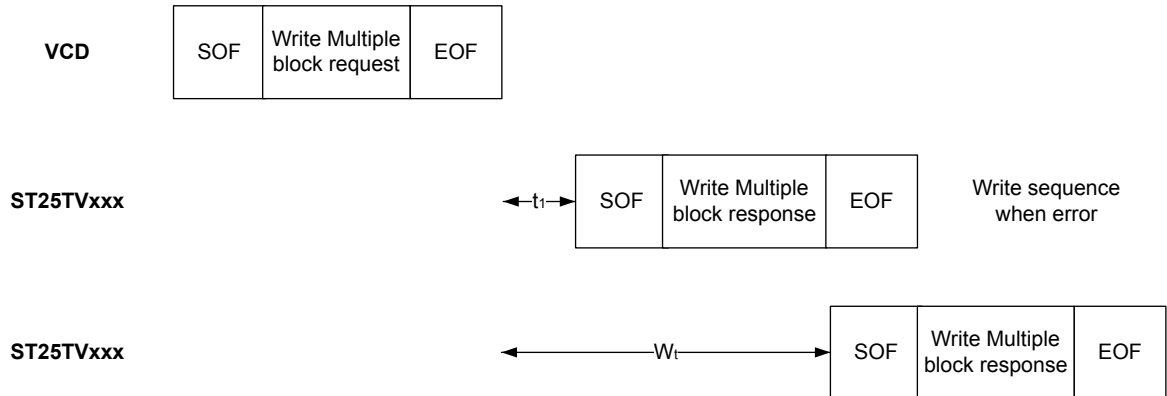 VCD
SOF
Write Multiple
block request
EOF
ST25TVxxx
t1
SOF
Write Multiple
block response
EOF
Write sequence
when error
ST25TVxxx
Wt
SOF
Write Multiple
block response
EOF